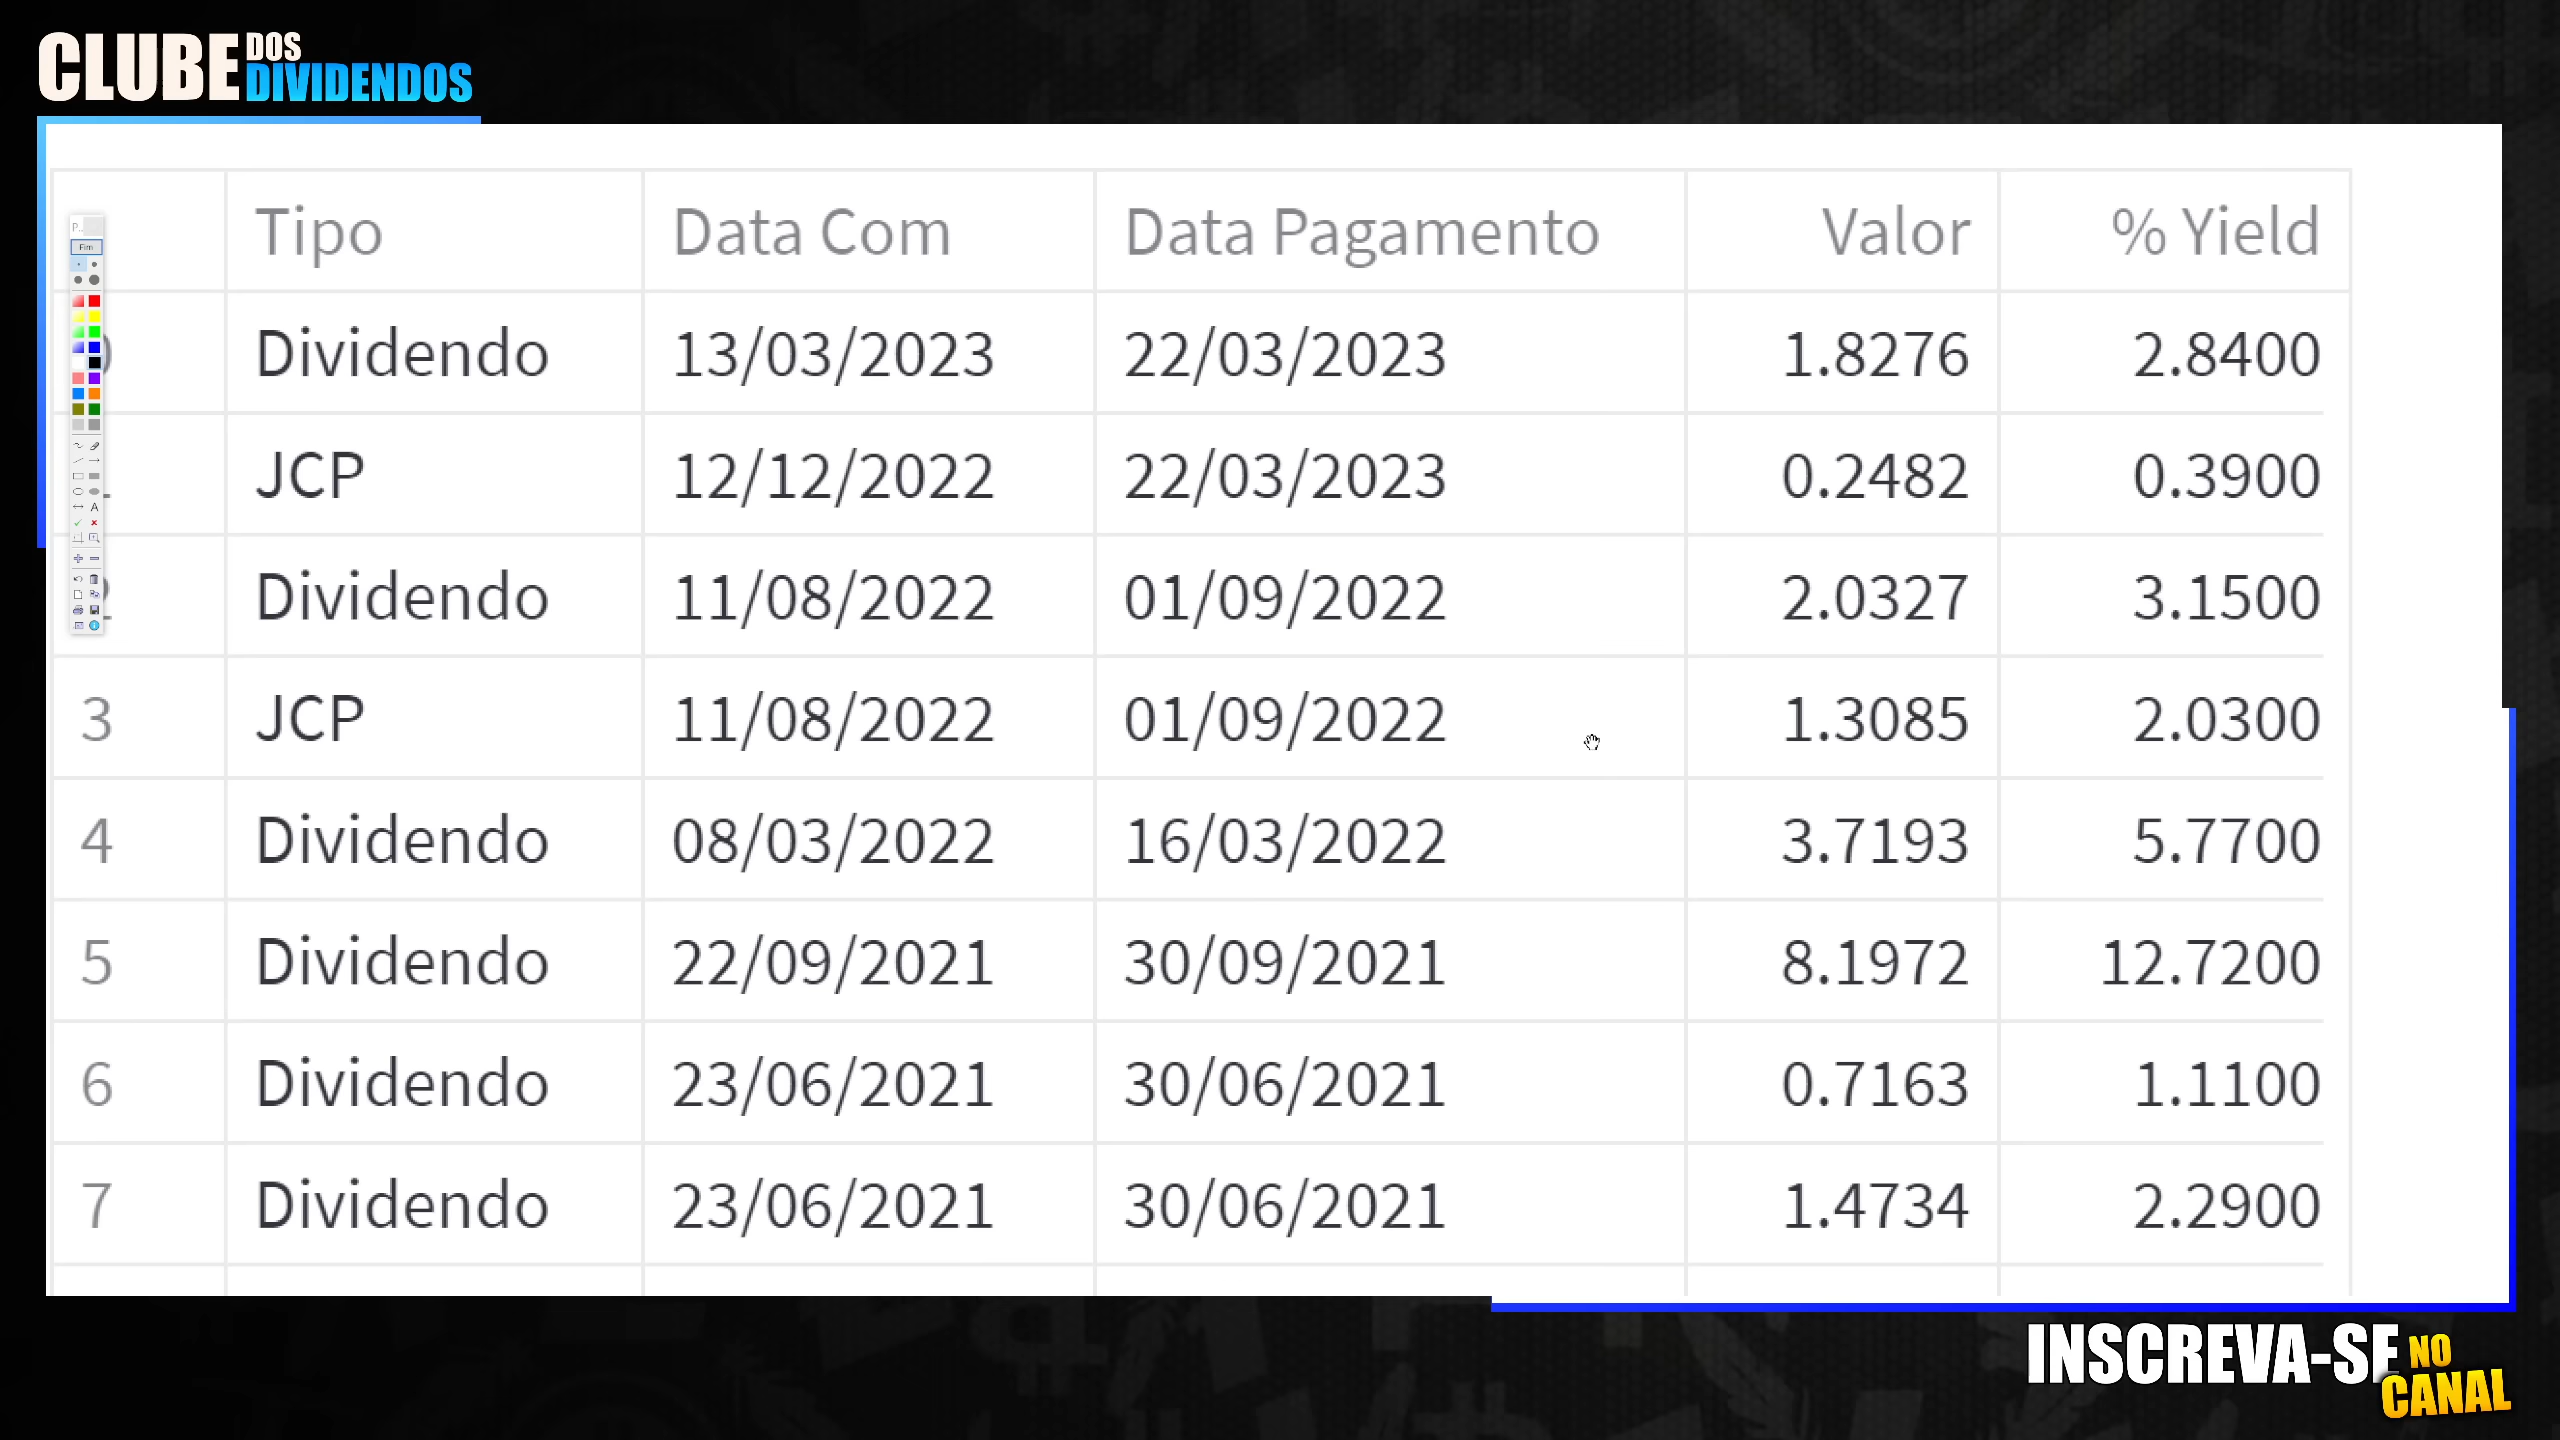 CLUBE DOS DIVIDENDOS
Tipo Data Com Data Pagamento Valor % Yield
Dividendo 13/03/2023 22/03/2023 1.8276 2.8400
JCP 12/12/2022 22/03/2023 0.2482 0.3900
Dividendo 11/08/2022 01/09/2022 2.0327 3.1500
3 JCP 11/08/2022 01/09/2022 1.3085 2.0300
4 Dividendo 08/03/2022 16/03/2022 3.7193 5.7700
5 Dividendo 22/09/2021 30/09/2021 8.1972 12.7200
6 Dividendo 23/06/2021 30/06/2021 0.7163 1.1100
7 Dividendo 23/06/2021 30/06/2021 1.4734 2.2900
Fim
A
INSCREVA-SE NO CANAL